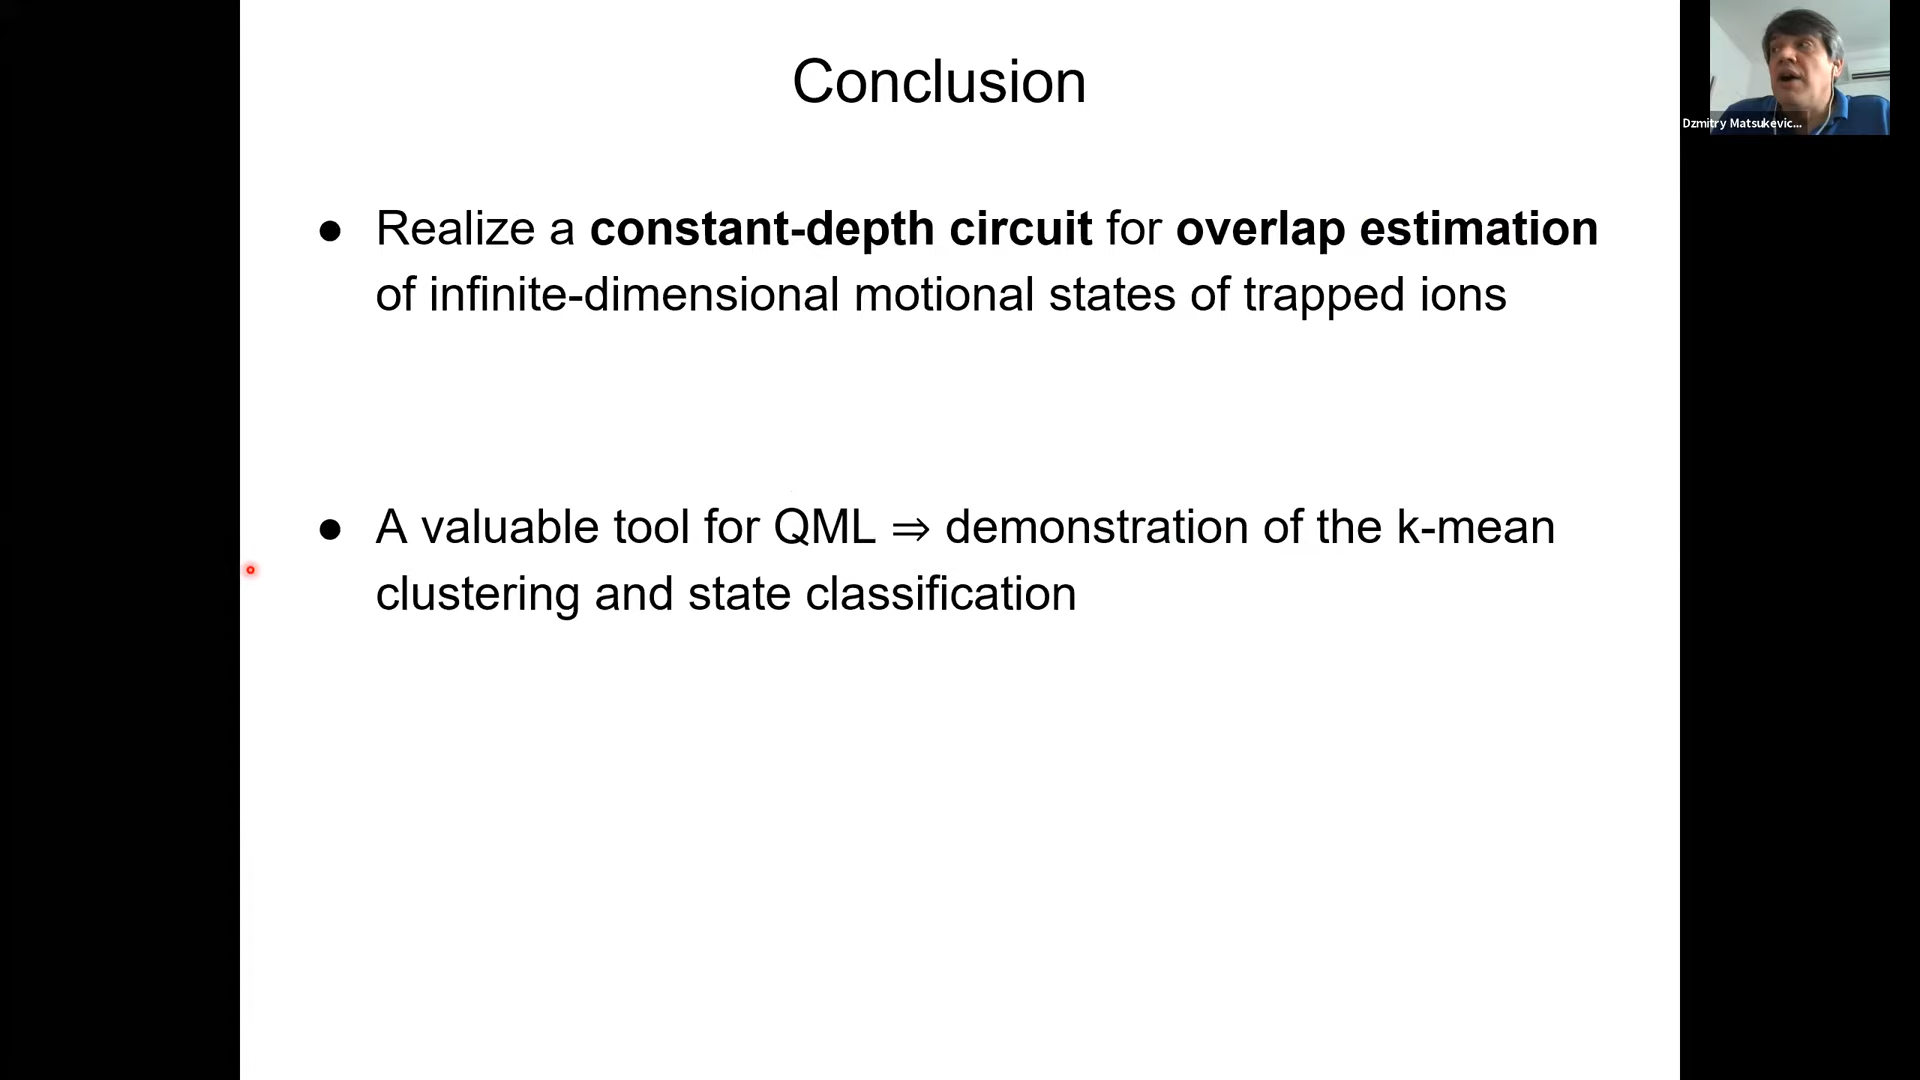 Conclusion
Dzmitry Matsukevic...
● Realize a constant-depth circuit for overlap estimation
of infinite-dimensional motional states of trapped ions
● A valuable tool for QML ⇒ demonstration of the k-mean
clustering and state classification